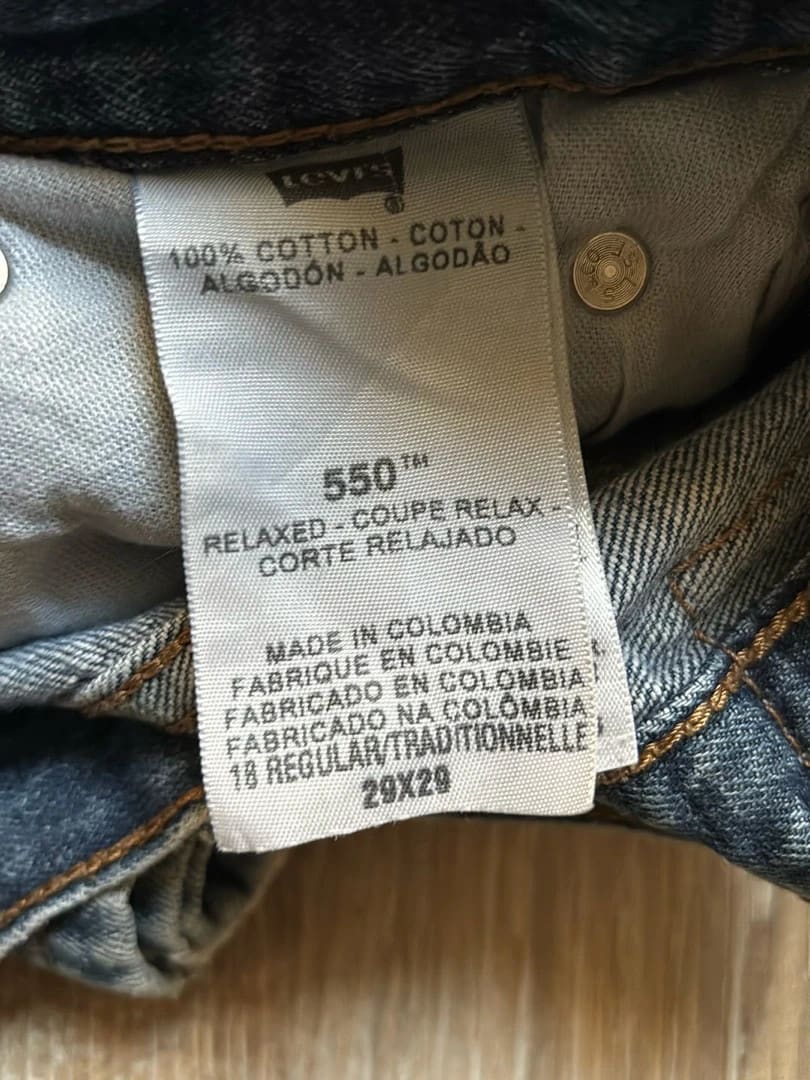 Levi's®
100% COTTON - COTON -
ALGODÓN - ALGODÃO
550™
RELAXED - COUPE RELAX -
CORTE RELAJADO
MADE IN COLOMBIA
FABRIQUE EN COLOMBIE
FABRICADO EN COLOMBIA
FABRICADO NA COLÔMBIA
18 REGULAR/TRADITIONNELLE
29X29